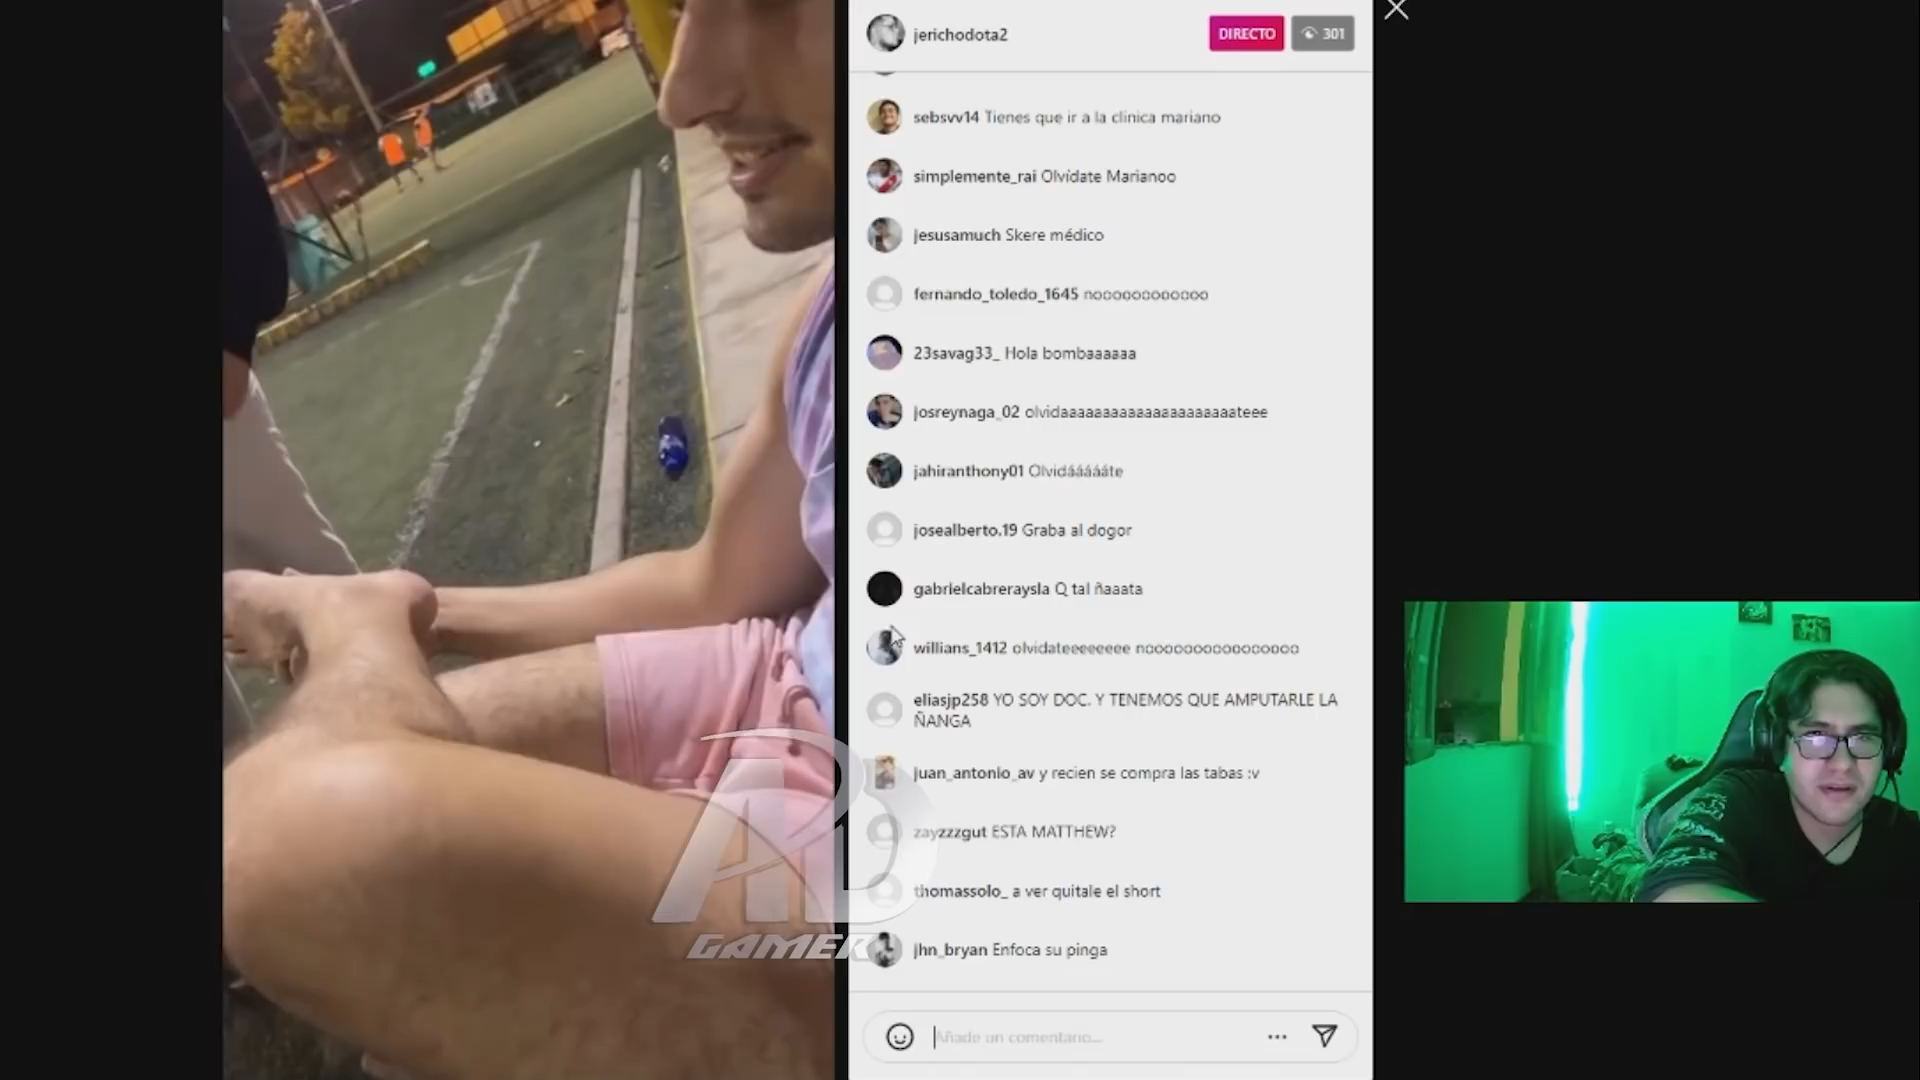 jerichodota2
DIRECTO
301
sebsvv14 Tienes que ir a la clinica mariano
simplemente_rai Olvídate Marianoo
jesusamuch Skere médico
fernando_toledo_1645 noooooooooooo
23savag33_ Hola bombaaaaaa
josreynaga_02 olvidaaaaaaaaaaaaaaaaaaaaateee
jahiranthony01 Olvidáááááte
josealberto.19 Graba al dogor
gabrielcabreraysla Q tal ñaaata
willians_1412 olvidateeeeeeee noooooooooooooooo
eliasjp258 YO SOY DOC. Y TENEMOS QUE AMPUTARLE LA
ÑANGA
juan_antonio_av y recien se compra las tabas :v
zayzzzgut ESTA MATTHEW?
thomassolo_ a ver quitale el short
jhn_bryan Enfoca su pinga
GAMER
Añade un comentario...